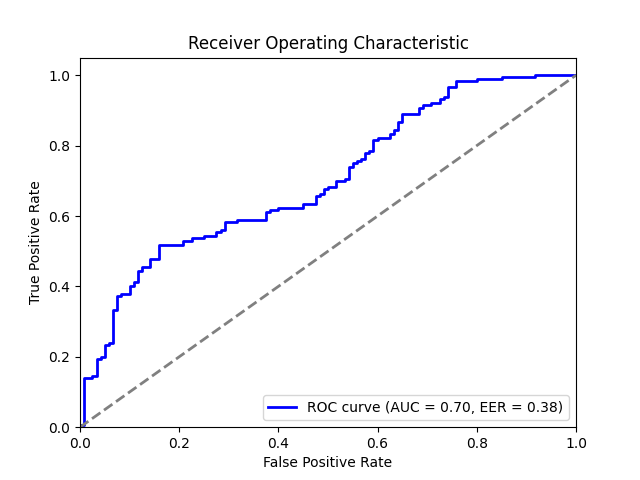 Receiver Operating Characteristic
1.0
0.8
0.6
0.4
0.2
0.0
True Positive Rate
ROC curve (AUC = 0.70, EER = 0.38)
0.0 0.2 0.4 0.6 0.8 1.0
False Positive Rate